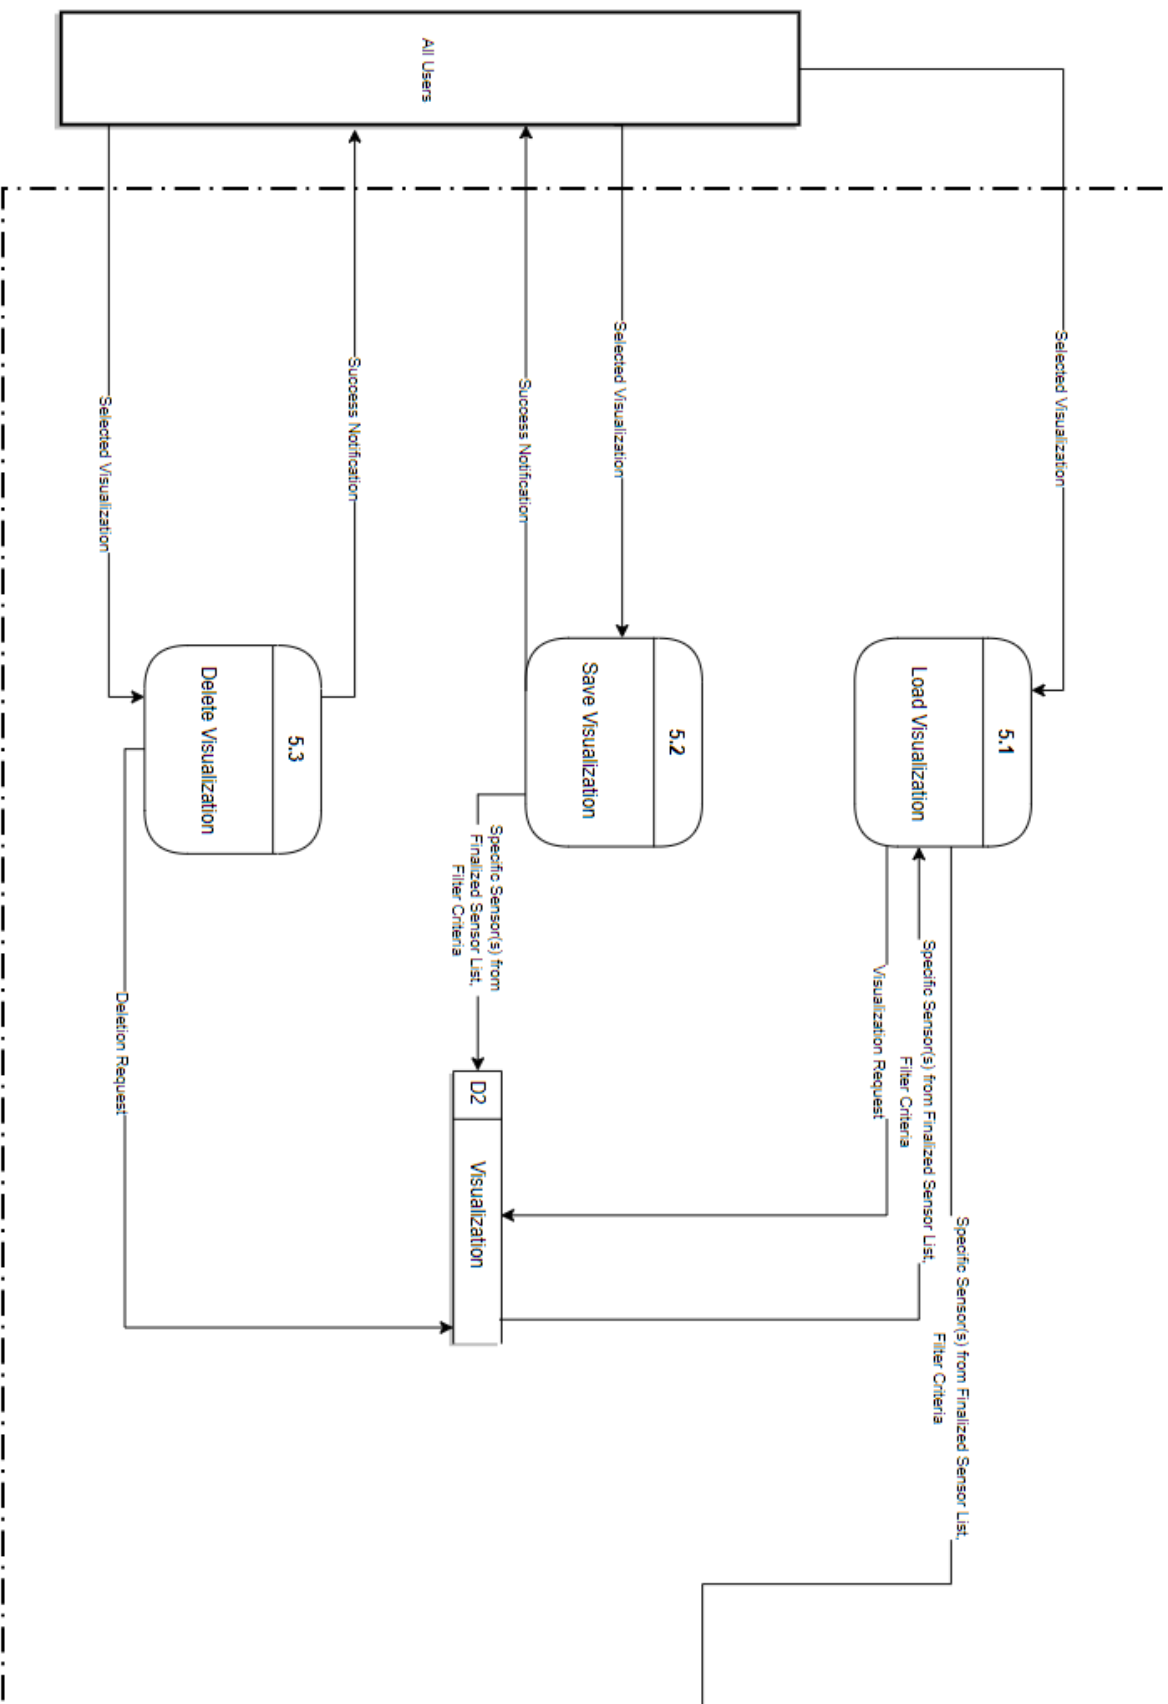 All Users
Selected Visualization
Selected Visualization
Success Notification
Success Notification
Selected Visualization
5.1
Load Visualization
5.2
Save Visualization
5.3
Delete Visualization
Specific Sensor(s) from Finalized Sensor List,
Filter Criteria
Specific Sensor(s) from Finalized Sensor List,
Filter Criteria
Visualization Request
Specific Sensor(s) from
Finalized Sensor List,
Filter Criteria
D2
Visualization
Deletion Request